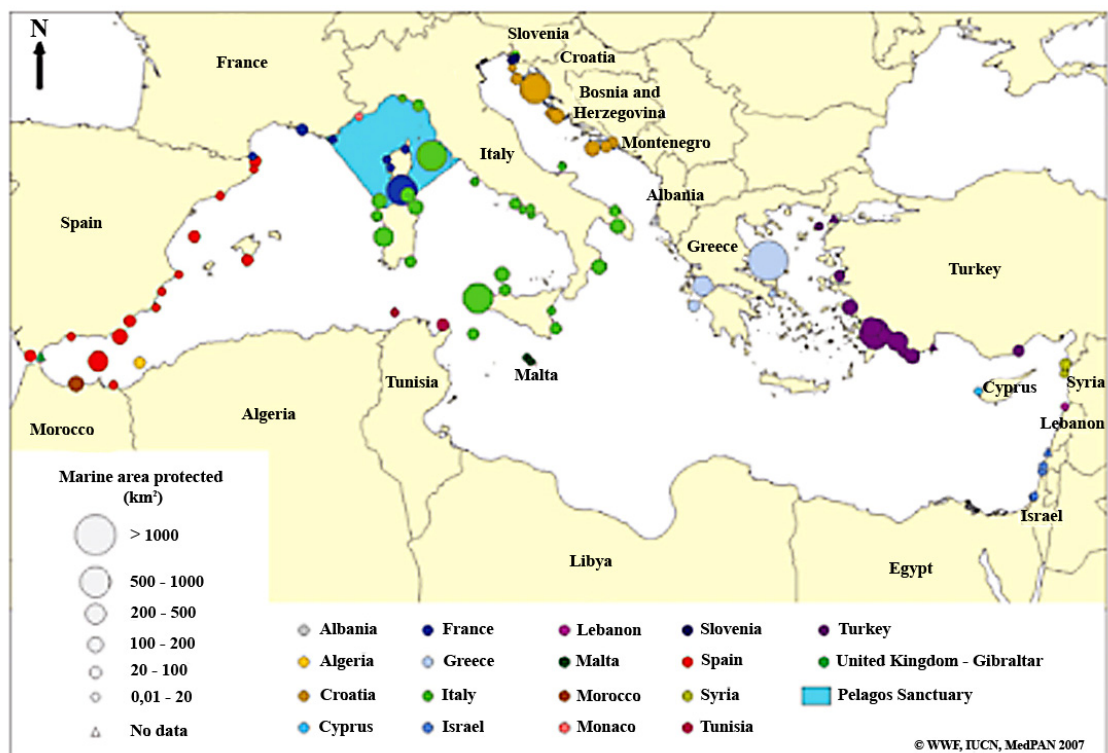 N
Slovenia
Croatia
France
Bosnia and
Herzegovina
Montenegro
Italy
Albania
Spain
Greece
Turkey
Malta
Tunisia
Cyprus
Syria
Algeria
Lebanon
Morocco
Israel
Libya
Egypt
Marine area protected
(km²)
> 1000
500 - 1000
200 - 500
100 - 200
20 - 100
0,01 - 20
No data
Albania
France
Lebanon
Slovenia
Turkey
Algeria
Greece
Malta
Spain
United Kingdom - Gibraltar
Croatia
Italy
Morocco
Syria
Pelagos Sanctuary
Cyprus
Israel
Monaco
Tunisia
© WWF, IUCN, MedPAN 2007